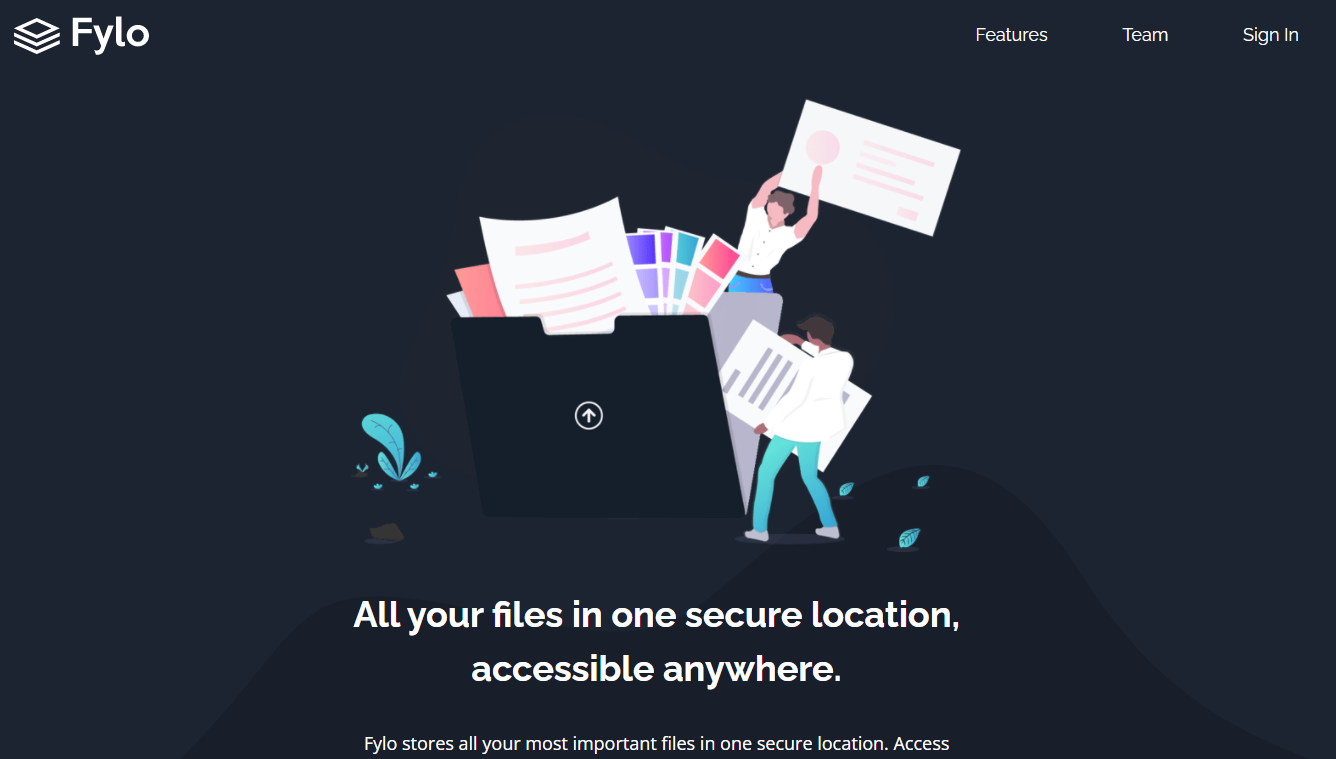 Fylo
Features
Team
Sign In
All your files in one secure location,
accessible anywhere.
Fylo stores all your most important files in one secure location. Access